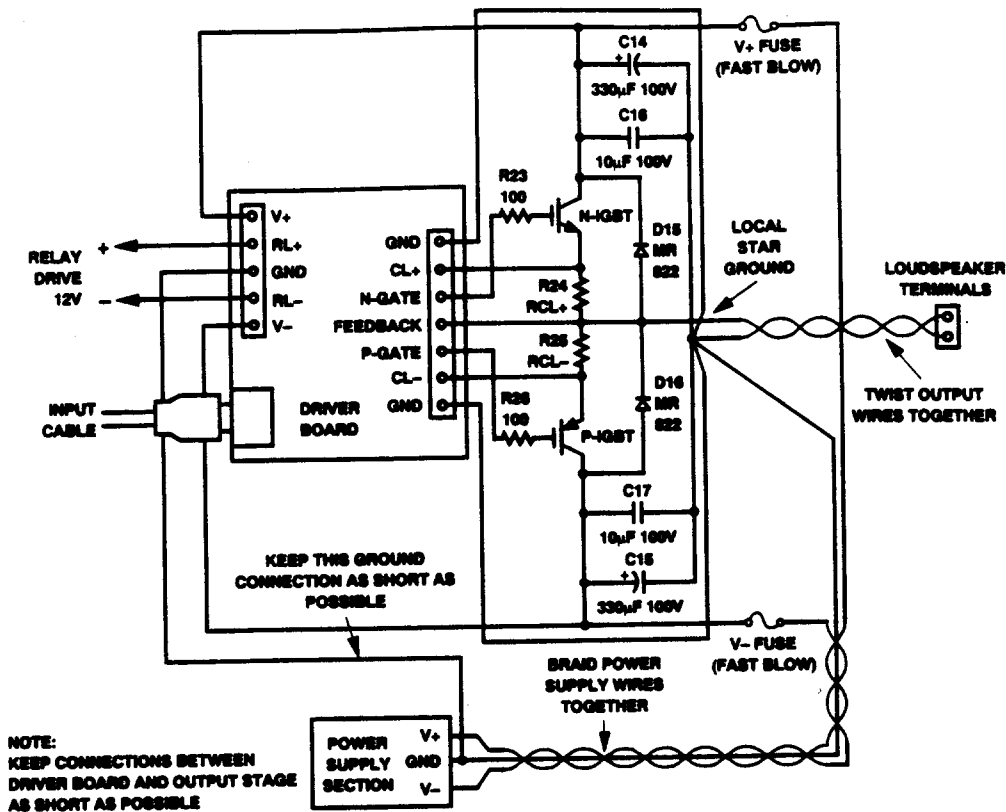 C14
+
330µF 100V
C16
10µF 100V
V+ FUSE
(FAST BLOW)
R23
100
N-IGBT
D15
MR
822
LOCAL
STAR
GROUND
LOUDSPEAKER
TERMINALS
TWIST OUTPUT
WIRES TOGETHER
RELAY
DRIVE
12V
+
−
V+
RL+
GND
RL−
V−
GND
CL+
N-GATE
FEEDBACK
P-GATE
CL−
GND
R24
RCL+
R25
RCL−
INPUT
CABLE
DRIVER
BOARD
R26
100
P-IGBT
D16
MR
822
C17
10µF 100V
C15
+
330µF 100V
KEEP THIS GROUND
CONNECTION AS SHORT AS
POSSIBLE
V− FUSE
(FAST BLOW)
BRAID POWER
SUPPLY WIRES
TOGETHER
POWER
SUPPLY
SECTION
V+
GND
V−
NOTE:
KEEP CONNECTIONS BETWEEN
DRIVER BOARD AND OUTPUT STAGE
AS SHORT AS POSSIBLE